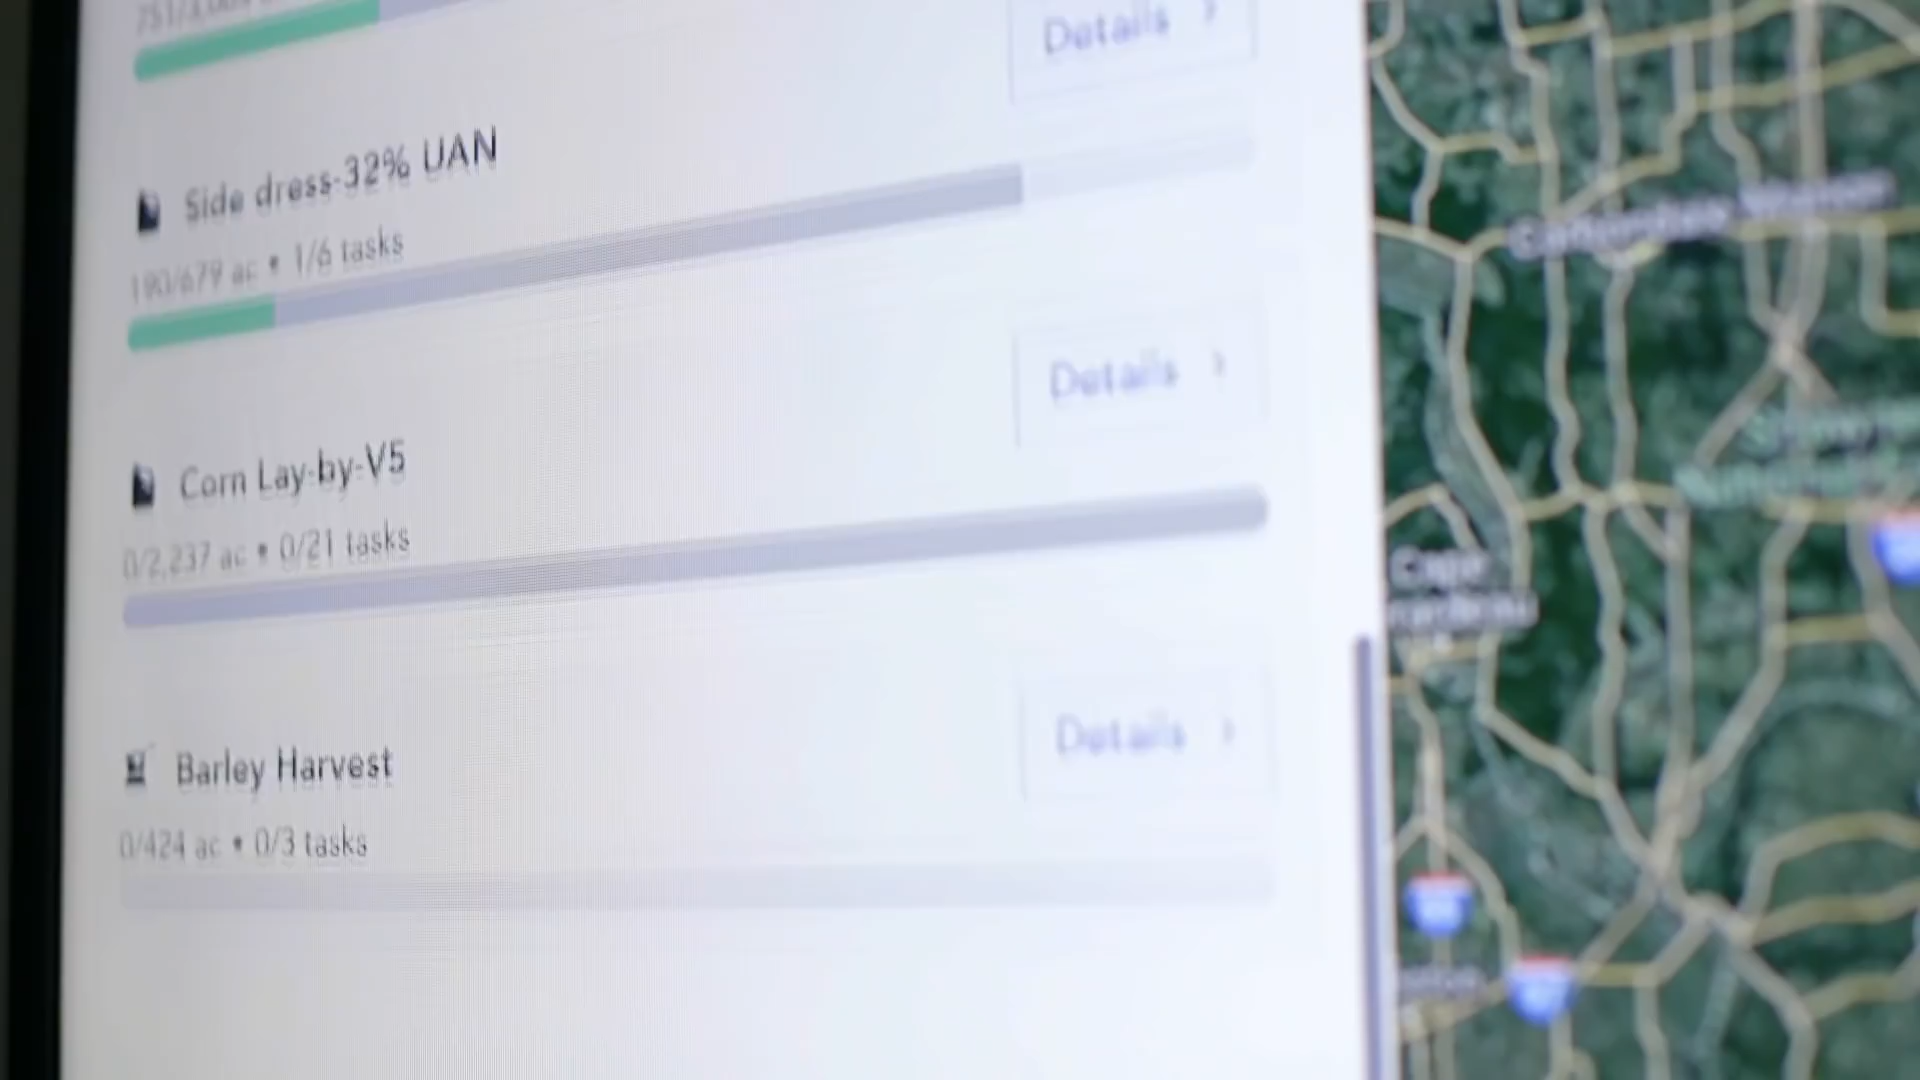 Details
Side dress-32% UAN
190/679 ac • 1/6 tasks
Details
Corn Lay-by-V5
0/2,237 ac • 0/21 tasks
Details
Barley Harvest
0/424 ac • 0/3 tasks
Cape